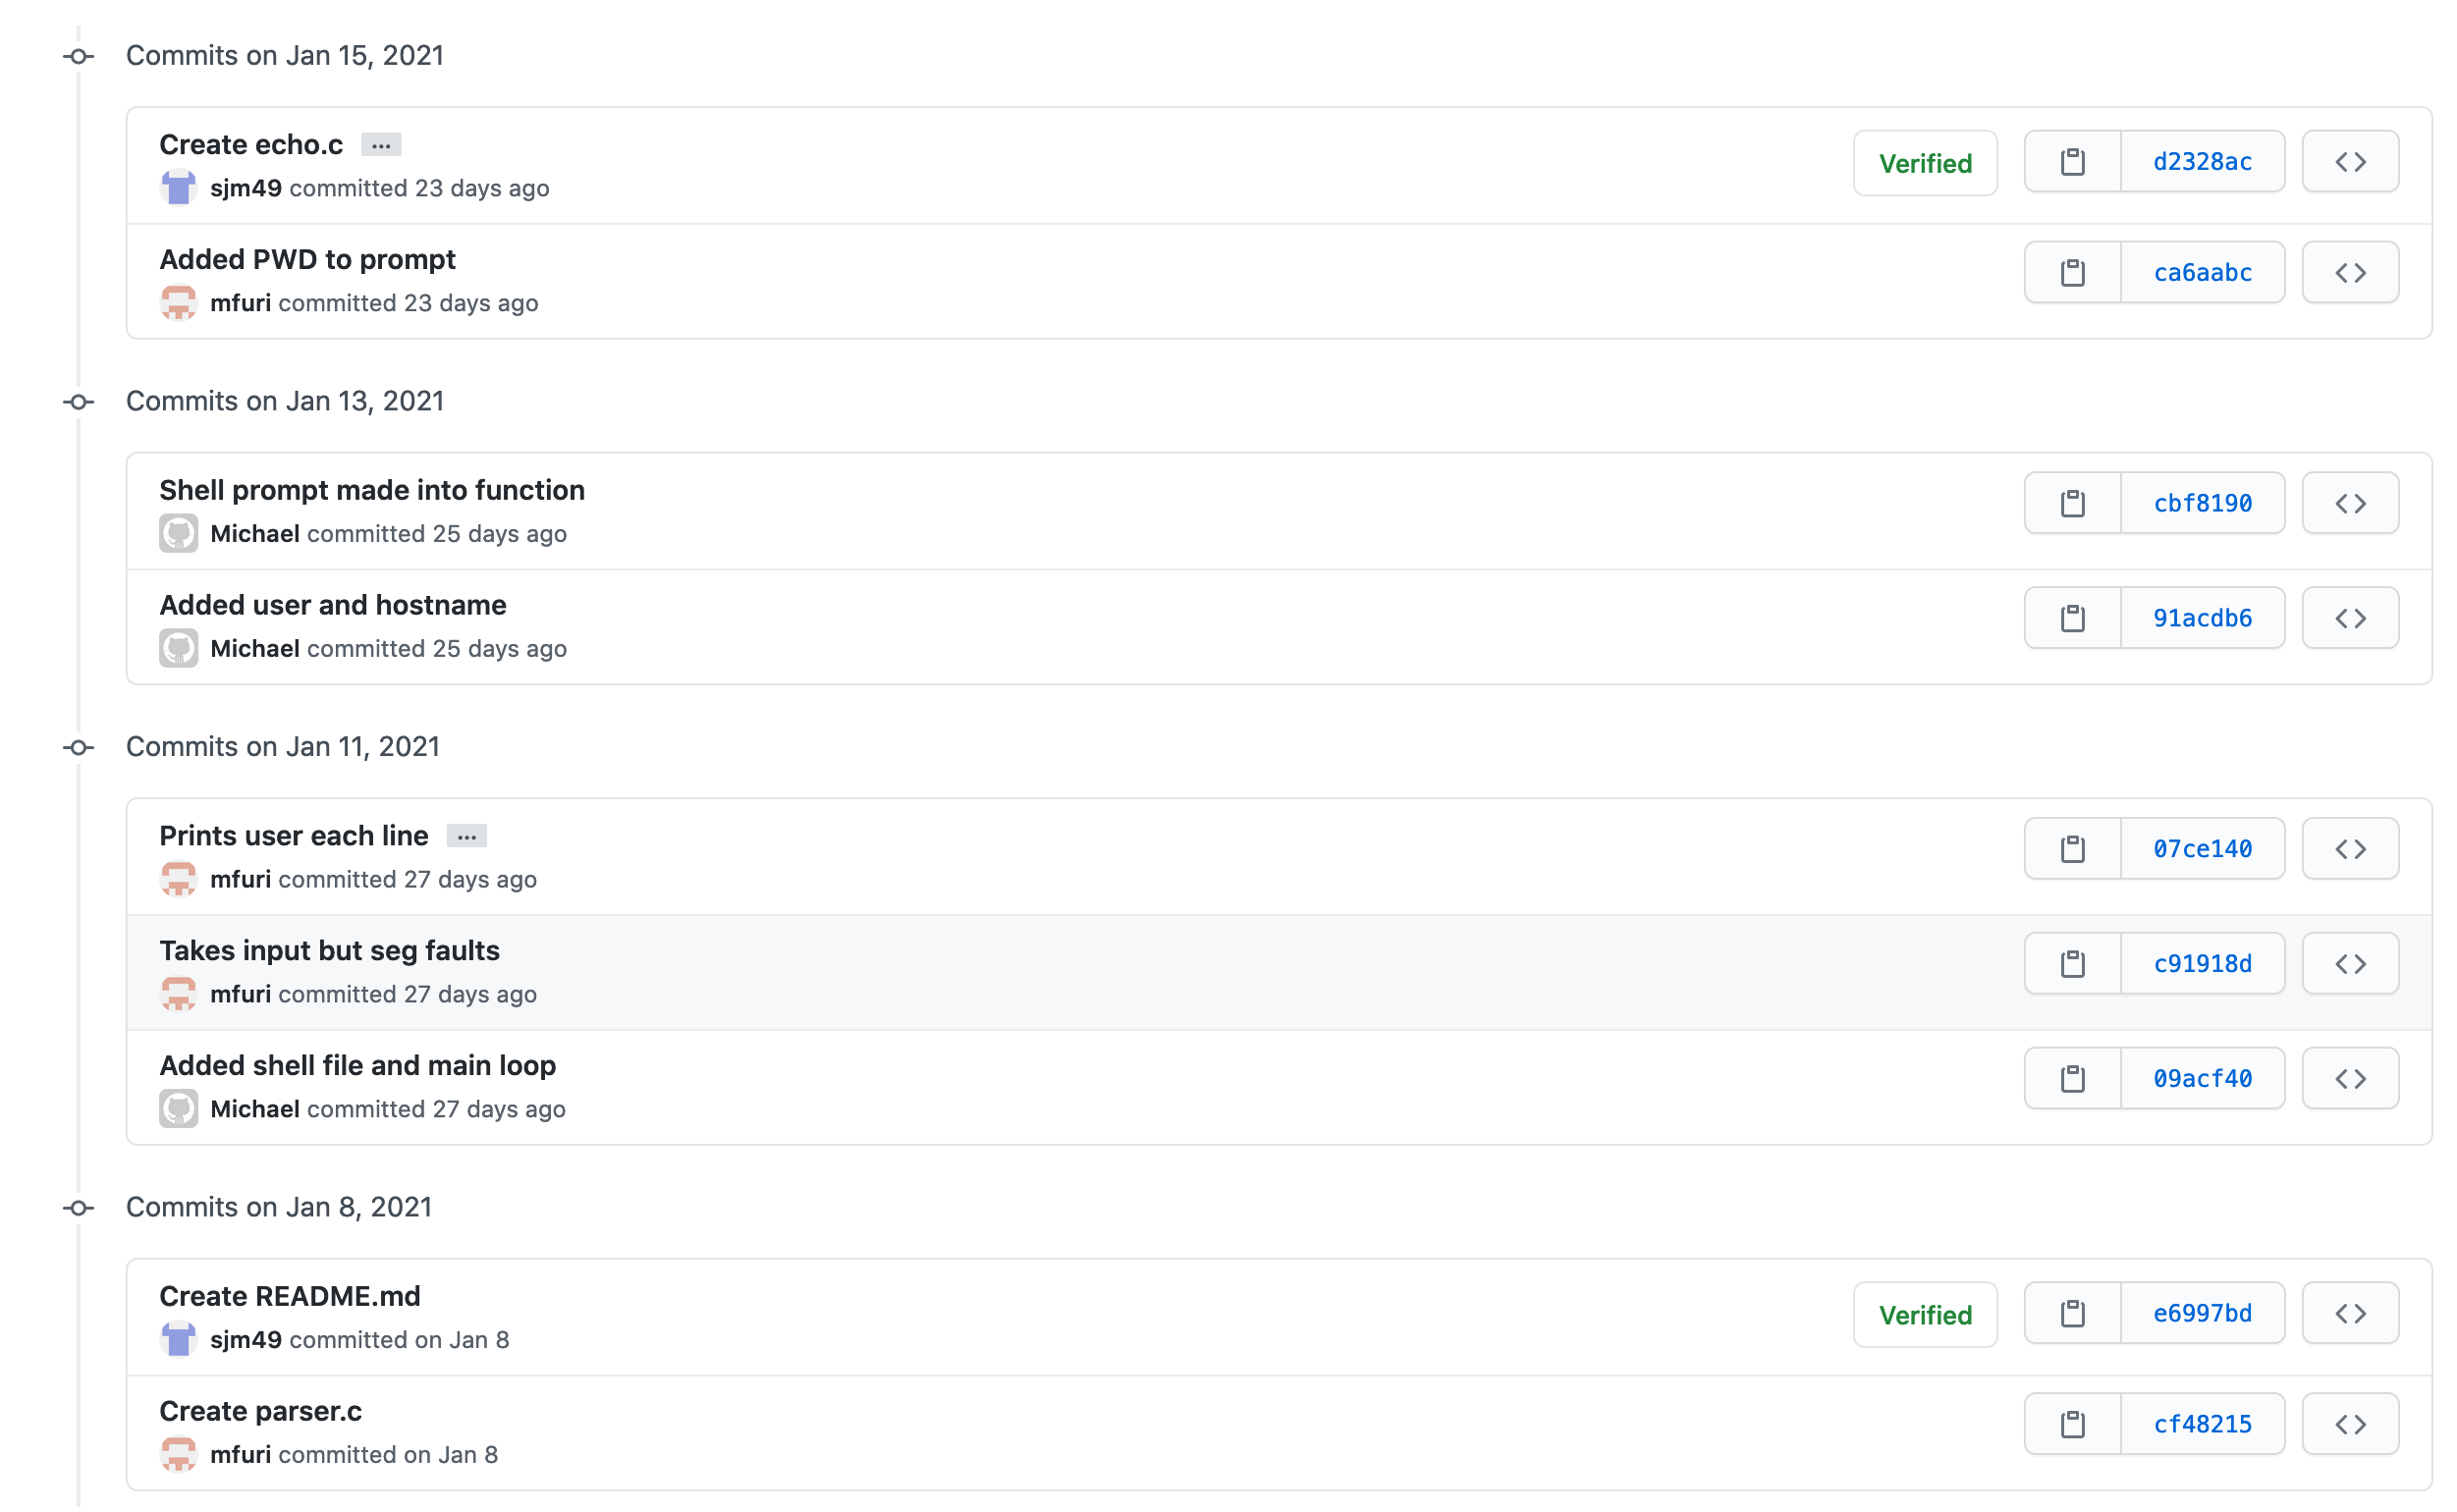 Commits on Jan 15, 2021
Create echo.c ...
Verified
d2328ac
sjm49 committed 23 days ago
Added PWD to prompt
ca6aabc
mfuri committed 23 days ago
Commits on Jan 13, 2021
Shell prompt made into function
cbf8190
Michael committed 25 days ago
Added user and hostname
91acdb6
Michael committed 25 days ago
Commits on Jan 11, 2021
Prints user each line ...
07ce140
mfuri committed 27 days ago
Takes input but seg faults
c91918d
mfuri committed 27 days ago
Added shell file and main loop
09acf40
Michael committed 27 days ago
Commits on Jan 8, 2021
Create README.md
Verified
e6997bd
sjm49 committed on Jan 8
Create parser.c
cf48215
mfuri committed on Jan 8